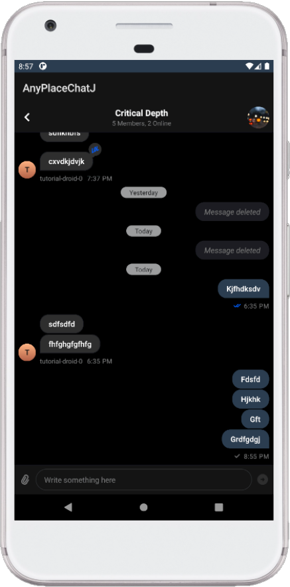 8:57
AnyPlaceChatJ
Critical Depth
5 Members, 2 Online
cxvdkjdvjk
T
tutorial-droid-0 7:37 PM
Yesterday
Message deleted
Today
Message deleted
Today
Kjfhdksdv
6:35 PM
sdfsdfd
fhfghgfgfhfg
T
tutorial-droid-0 6:35 PM
Fdsfd
Hjkhk
Gft
Grdfgdgj
8:55 PM
Write something here